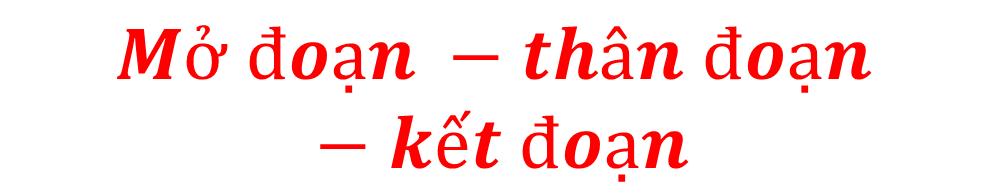 Mở đoạn – thân đoạn
– kết đoạn